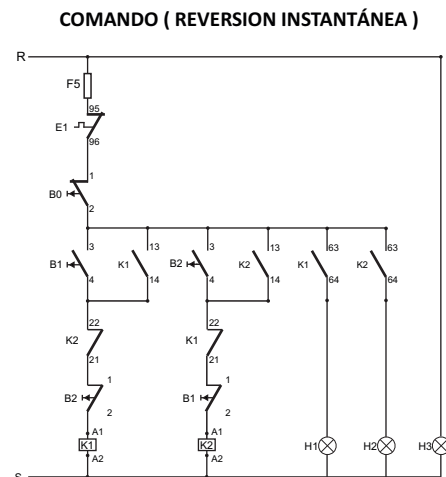 COMANDO ( REVERSION INSTANTÁNEA )
R
F5
95
E1
96
1
B0
2
3 13 3 13 63 63
B1 K1 B2 K2 K1 K2
4 14 4 14 64 64
22 22
K2 K1
21 21
1 1
B2 B1
2 2
A1 A1
K1 K2 H1 H2 H3
A2 A2
S